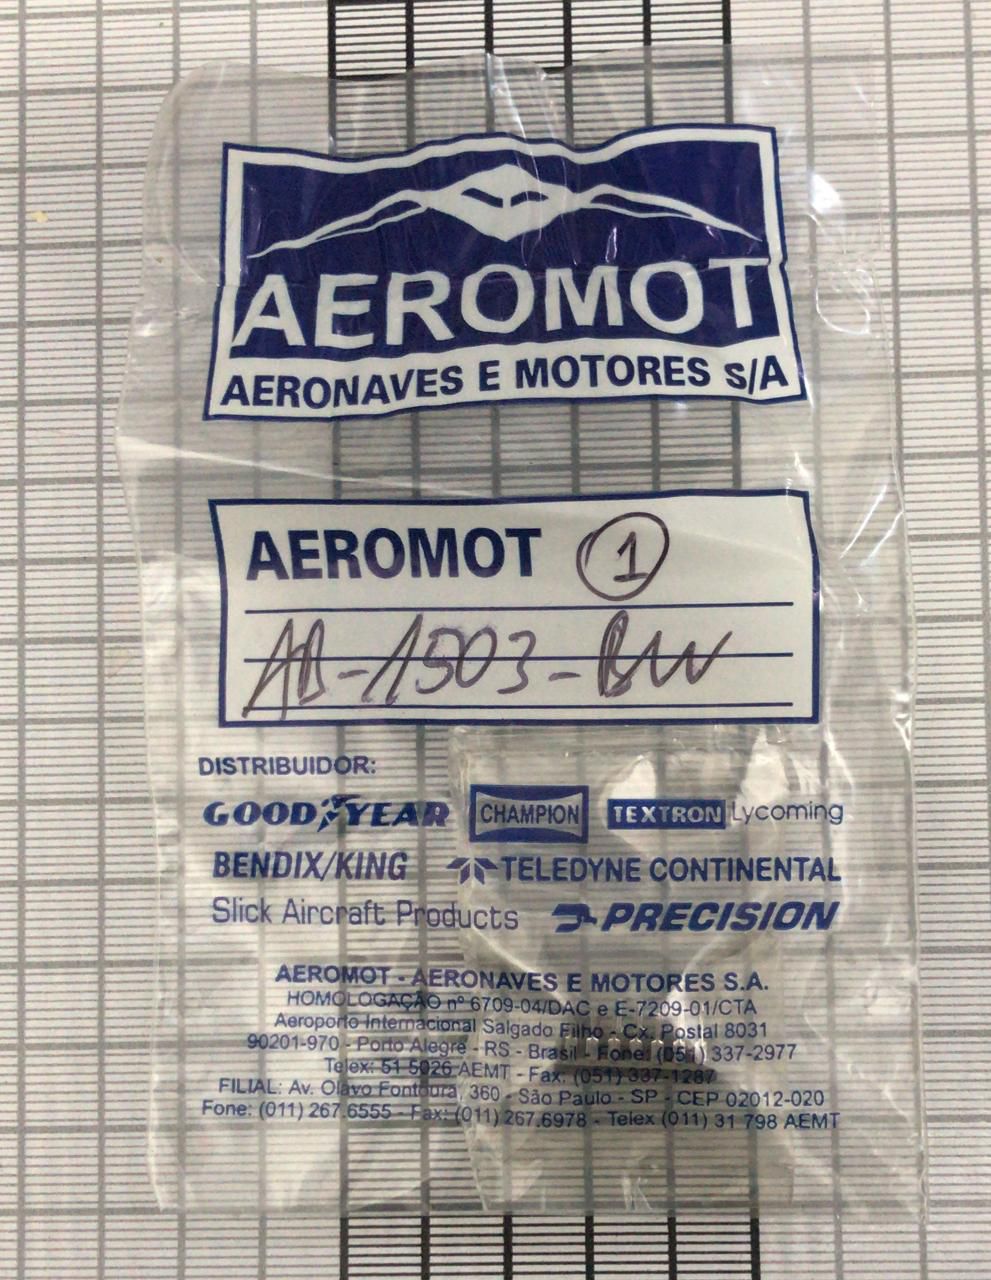 AEROMOT
AERONAVES E MOTORES S/A
AEROMOT 1
AB-1503-BW
DISTRIBUIDOR:
GOODYEAR CHAMPION TEXTRON Lycoming
BENDIX/KING TELEDYNE CONTINENTAL
Slick Aircraft Products PRECISION
AEROMOT - AERONAVES E MOTORES S.A.
HOMOLOGAÇÃO nº 6709-04/DAC e E-7209-01/CTA
Aeroporto Internacional Salgado Filho - Cx. Postal 8031
90201-970 - Porto Alegre - RS - Brasil - Fone: (051) 337-2977
Telex: 51 5026 AEMT - Fax: (051) 337-1287
FILIAL: Av. Olavo Fontoura, 360 - São Paulo - SP - CEP 02012-020
Fone: (011) 267.6555 - Fax: (011) 267.6978 - Telex (011) 31 798 AEMT